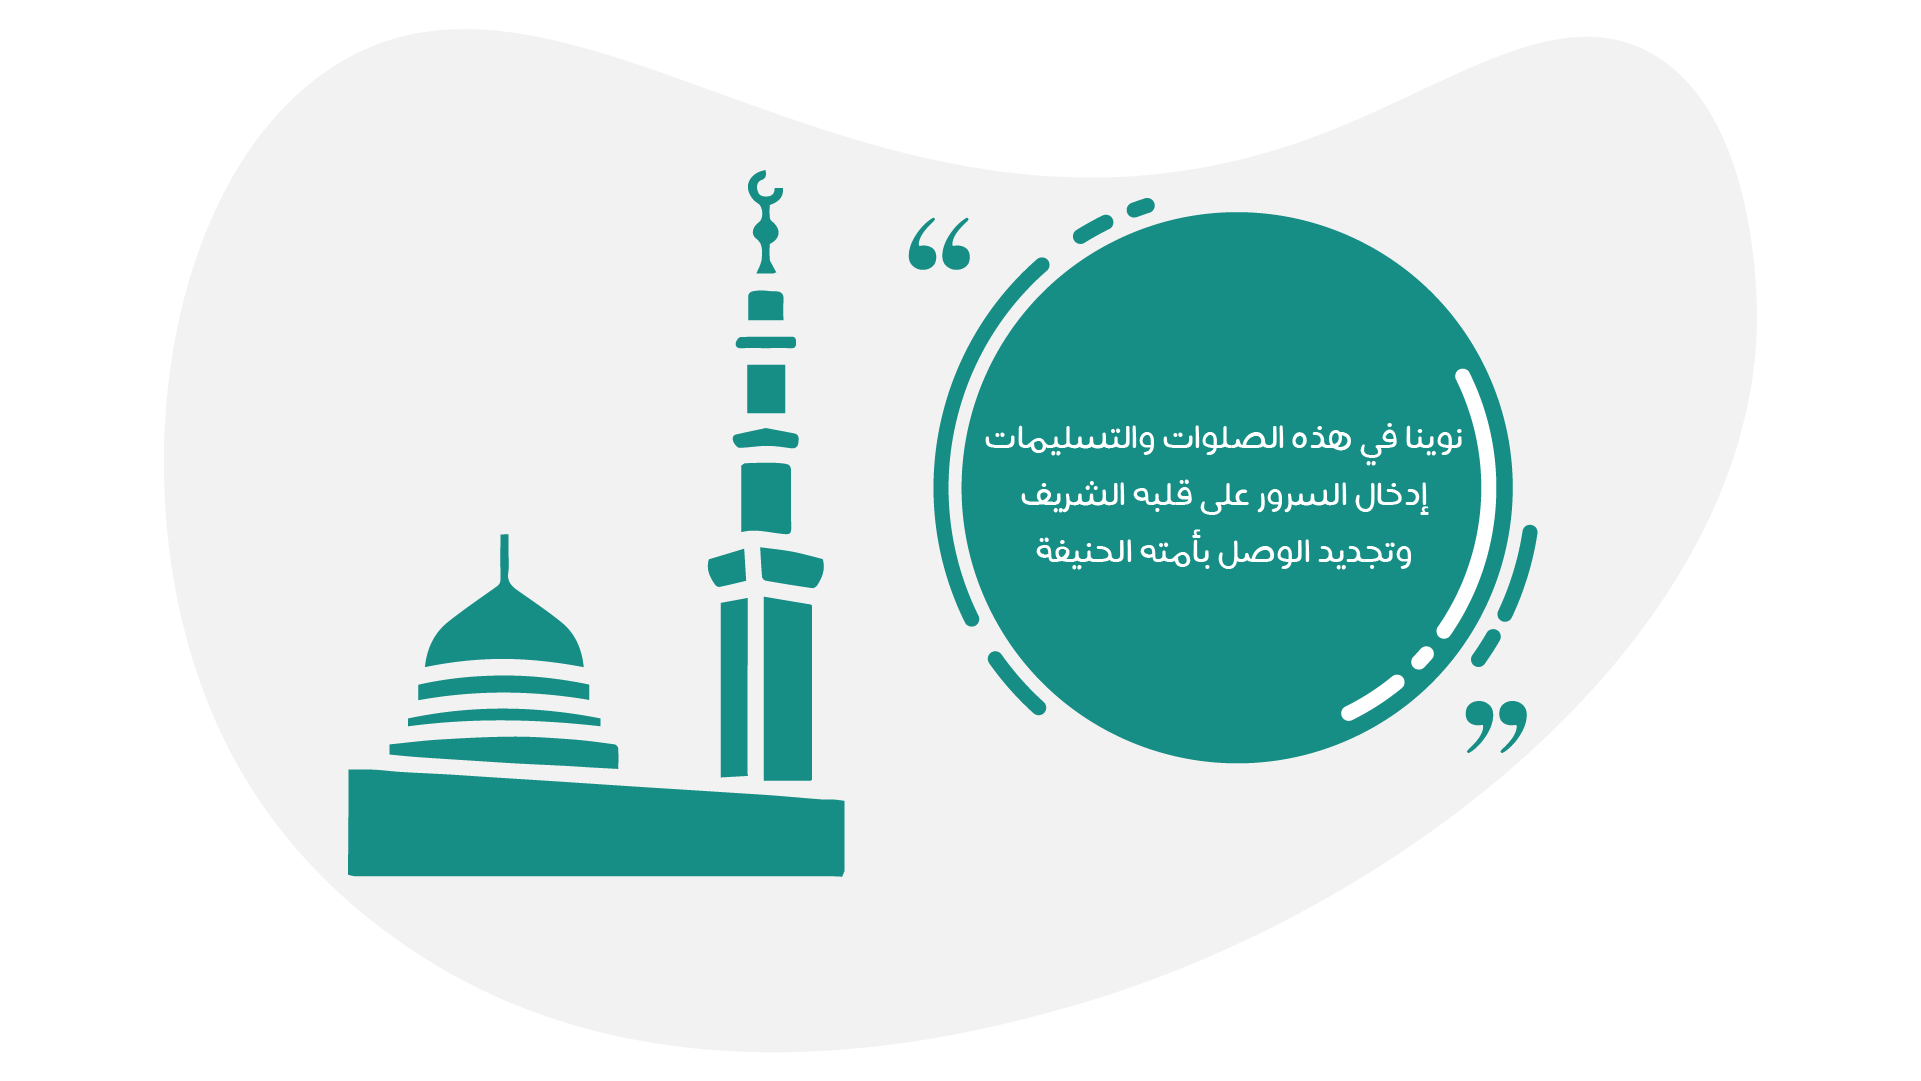 نوينا في هذه الصلوات والتسليمات
إدخال السرور على قلبه الشريف
وتجديد الوصل بأمته الحنيفة